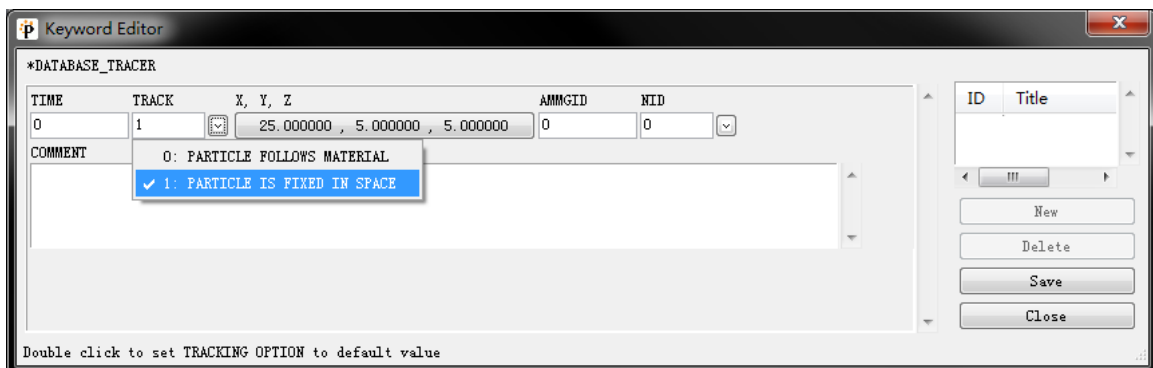 Keyword Editor
*DATABASE_TRACER
TIME TRACK X, Y, Z AMMGID NID
0 1 25.000000 , 5.000000 , 5.000000 0 0
COMMENT
0: PARTICLE FOLLOWS MATERIAL
1: PARTICLE IS FIXED IN SPACE
ID Title
New
Delete
Save
Close
Double click to set TRACKING OPTION to default value